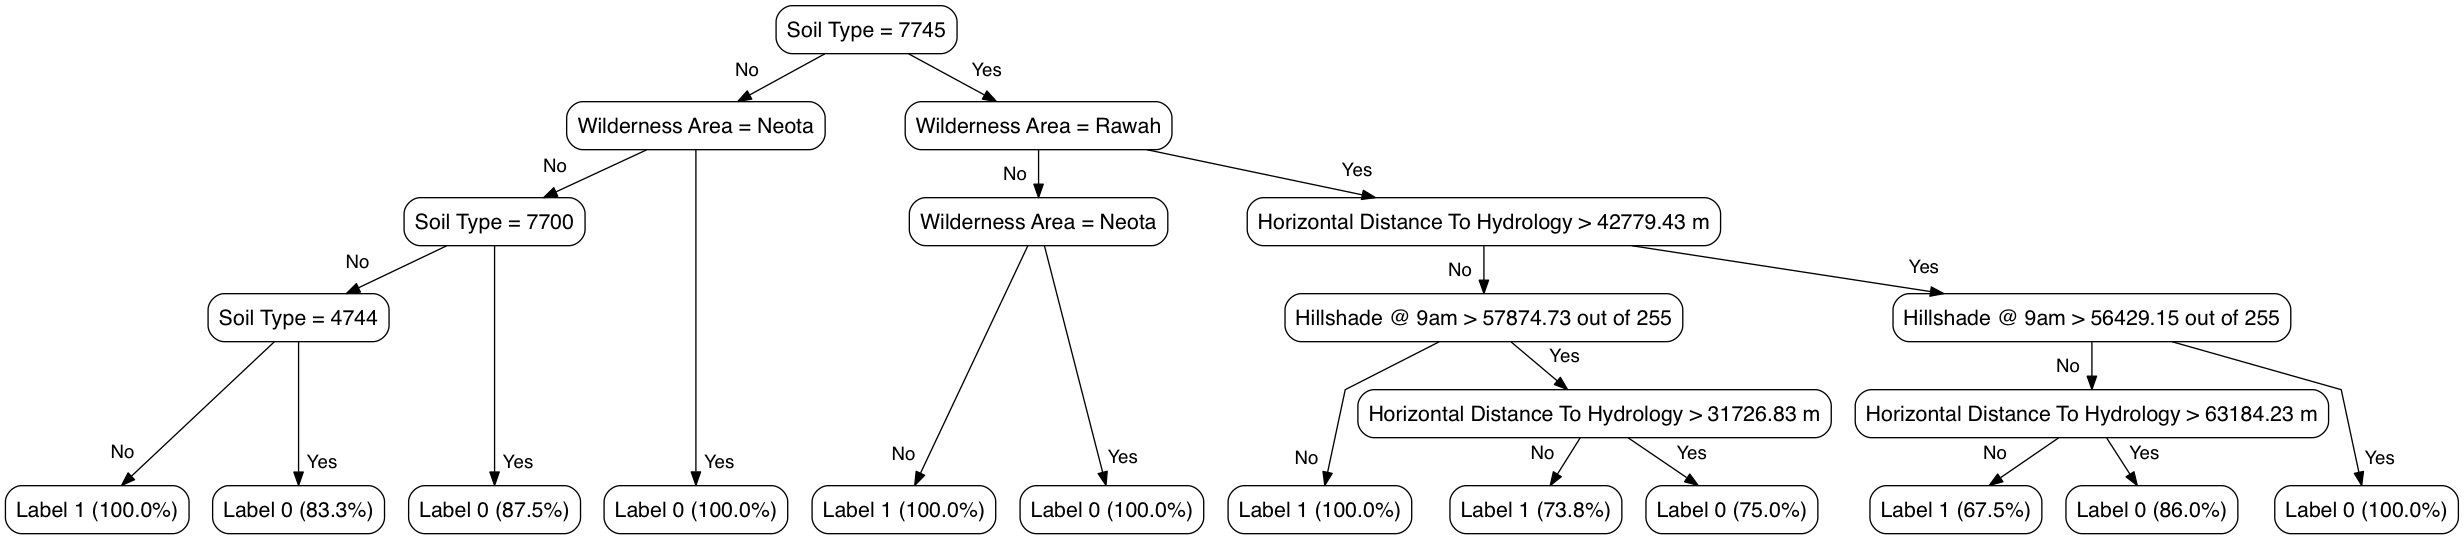 Soil Type = 7745
No
Yes
Wilderness Area = Neota
Wilderness Area = Rawah
No
No
Yes
Soil Type = 7700
Wilderness Area = Neota
Horizontal Distance To Hydrology > 42779.43 m
No
No
Yes
Soil Type = 4744
Hillshade @ 9am > 57874.73 out of 255
Hillshade @ 9am > 56429.15 out of 255
Yes
No
Yes
Horizontal Distance To Hydrology > 31726.83 m
Horizontal Distance To Hydrology > 63184.23 m
No
Yes
Yes
Yes
No
Yes
No
No
Yes
No
Yes
Label 1 (100.0%)
Label 0 (83.3%)
Label 0 (87.5%)
Label 0 (100.0%)
Label 1 (100.0%)
Label 0 (100.0%)
Label 1 (100.0%)
Label 1 (73.8%)
Label 0 (75.0%)
Label 1 (67.5%)
Label 0 (86.0%)
Label 0 (100.0%)